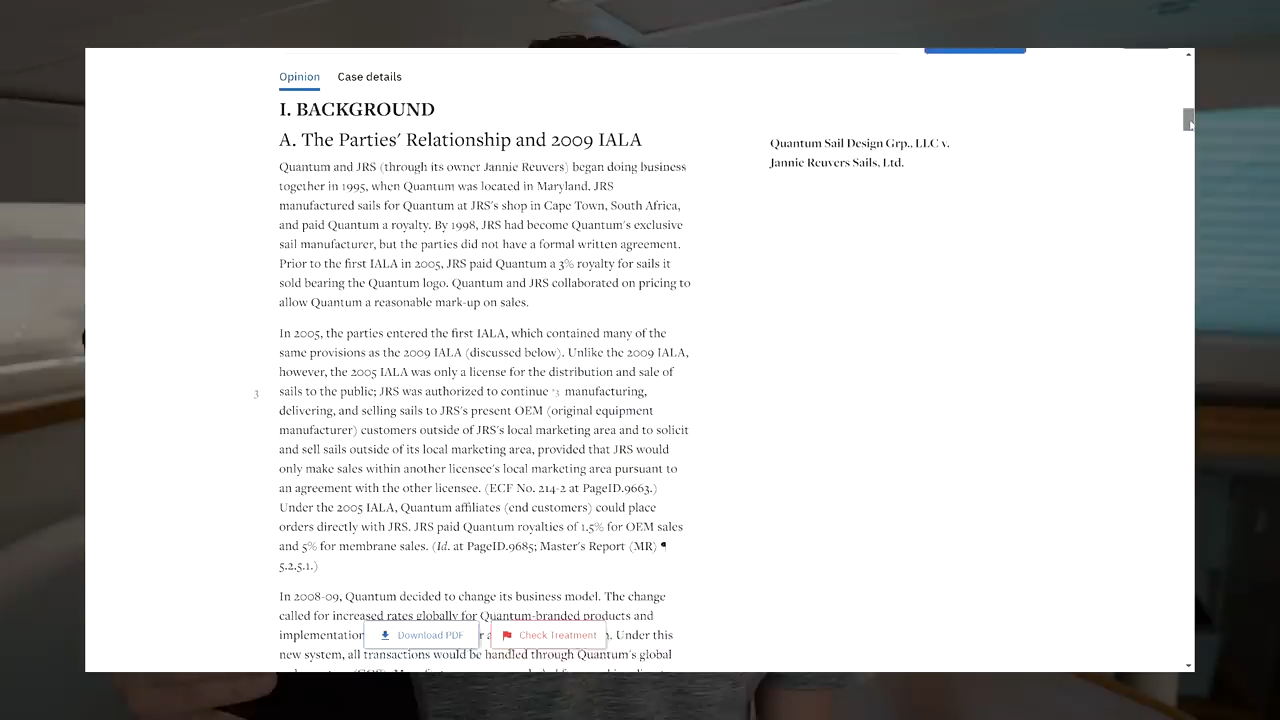 Opinion Case details
I. BACKGROUND
A. The Parties' Relationship and 2009 IALA
Quantum and JRS (through its owner Jannie Reuvers) began doing business
together in 1995, when Quantum was located in Maryland. JRS
manufactured sails for Quantum at JRS's shop in Cape Town, South Africa,
and paid Quantum a royalty. By 1998, JRS had become Quantum's exclusive
sail manufacturer, but the parties did not have a formal written agreement.
Prior to the first IALA in 2005, JRS paid Quantum a 3% royalty for sails it
sold bearing the Quantum logo. Quantum and JRS collaborated on pricing to
allow Quantum a reasonable mark-up on sales.
In 2005, the parties entered the first IALA, which contained many of the
same provisions as the 2009 IALA (discussed below). Unlike the 2009 IALA,
however, the 2005 IALA was only a license for the distribution and sale of
3 sails to the public; JRS was authorized to continue *3 manufacturing,
delivering, and selling sails to JRS's present OEM (original equipment
manufacturer) customers outside of JRS's local marketing area and to solicit
and sell sails outside of its local marketing area, provided that JRS would
only make sales within another licensee's local marketing area pursuant to
an agreement with the other licensee. (ECF No. 214-2 at PageID.9663.)
Under the 2005 IALA, Quantum affiliates (end customers) could place
orders directly with JRS. JRS paid Quantum royalties of 1.5% for OEM sales
and 5% for membrane sales. (Id. at PageID.9685; Master's Report (MR) ¶
5.2.5.1.)
In 2008-09, Quantum decided to change its business model. The change
called for increased rates globally for Quantum-branded products and
implementation . Under this
new system, all transactions would be handled through Quantum's global
Download PDF
Check Treatment
Quantum Sail Design Grp., LLC v.
Jannie Reuvers Sails, Ltd.